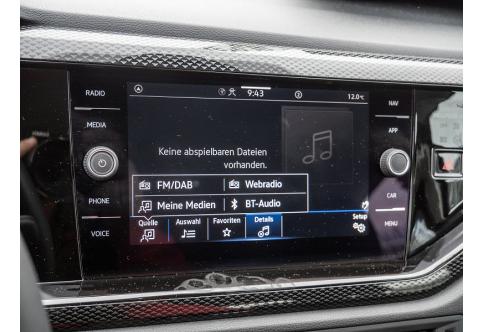 RADIO
MEDIA
PHONE
VOICE
9:43
12.0°C
Keine abspielbaren Dateien
vorhanden.
FM/DAB
Webradio
Meine Medien
BT-Audio
Quelle
Auswahl
Favoriten
Details
Setup
NAV
APP
CAR
MENU